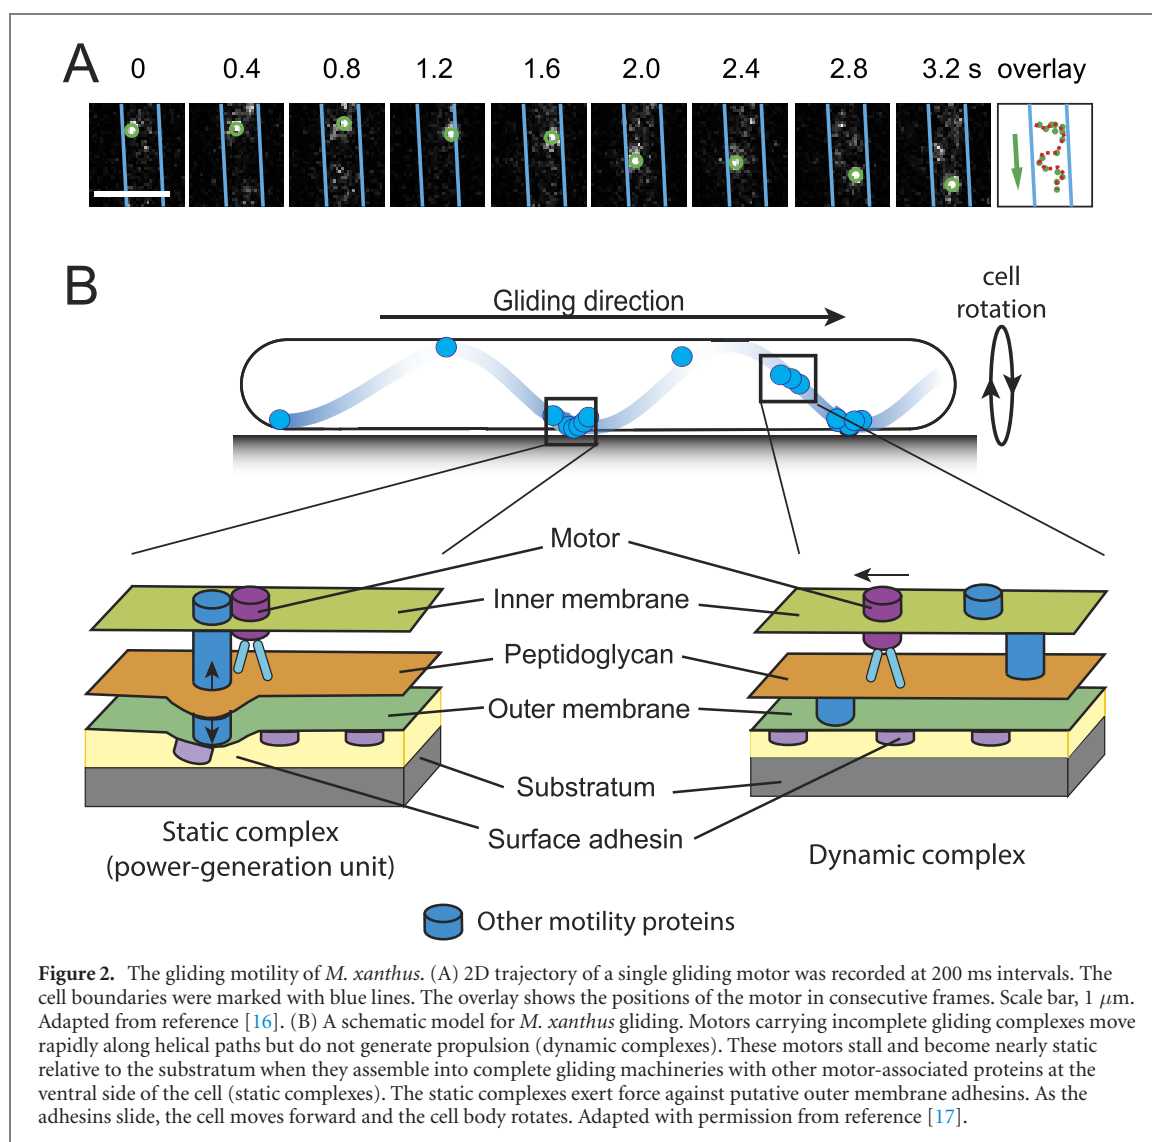 A
0 0.4 0.8 1.2 1.6 2.0 2.4 2.8 3.2 s overlay
B
cell
rotation
Gliding direction
Motor
Inner membrane
Peptidoglycan
Outer membrane
Substratum
Surface adhesin
Static complex
(power-generation unit)
Dynamic complex
Other motility proteins
Figure 2. The gliding motility of M. xanthus. (A) 2D trajectory of a single gliding motor was recorded at 200 ms intervals. The
cell boundaries were marked with blue lines. The overlay shows the positions of the motor in consecutive frames. Scale bar, 1 μm.
Adapted from reference [16]. (B) A schematic model for M. xanthus gliding. Motors carrying incomplete gliding complexes move
rapidly along helical paths but do not generate propulsion (dynamic complexes). These motors stall and become nearly static
relative to the substratum when they assemble into complete gliding machineries with other motor-associated proteins at the
ventral side of the cell (static complexes). The static complexes exert force against putative outer membrane adhesins. As the
adhesins slide, the cell moves forward and the cell body rotates. Adapted with permission from reference [17].